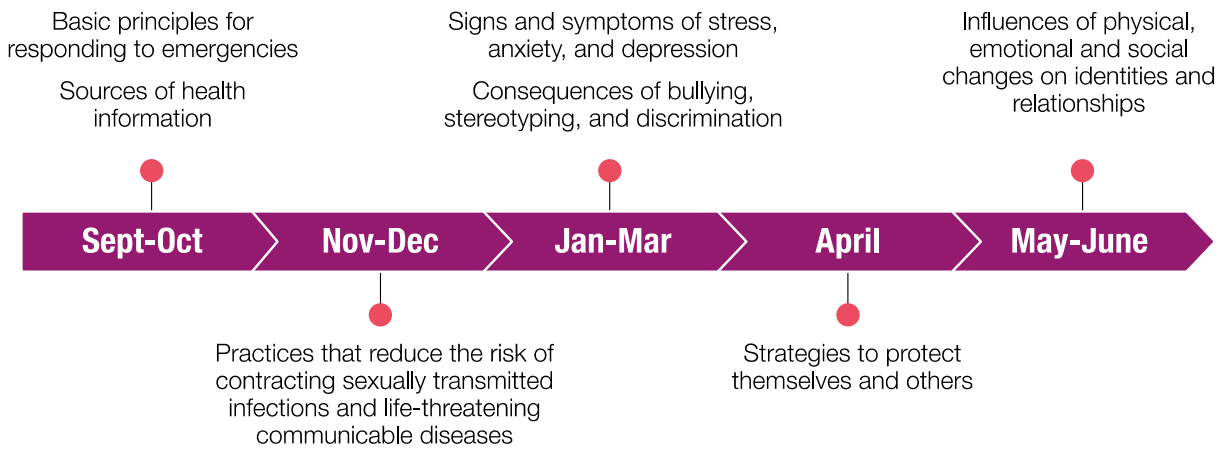 Basic principles for
responding to emergencies
Sources of health
information
Signs and symptoms of stress,
anxiety, and depression
Consequences of bullying,
stereotyping, and discrimination
Influences of physical,
emotional and social
changes on identities and
relationships
Sept-Oct
Nov-Dec
Jan-Mar
April
May-June
Practices that reduce the risk of
contracting sexually transmitted
infections and life-threatening
communicable diseases
Strategies to protect
themselves and others